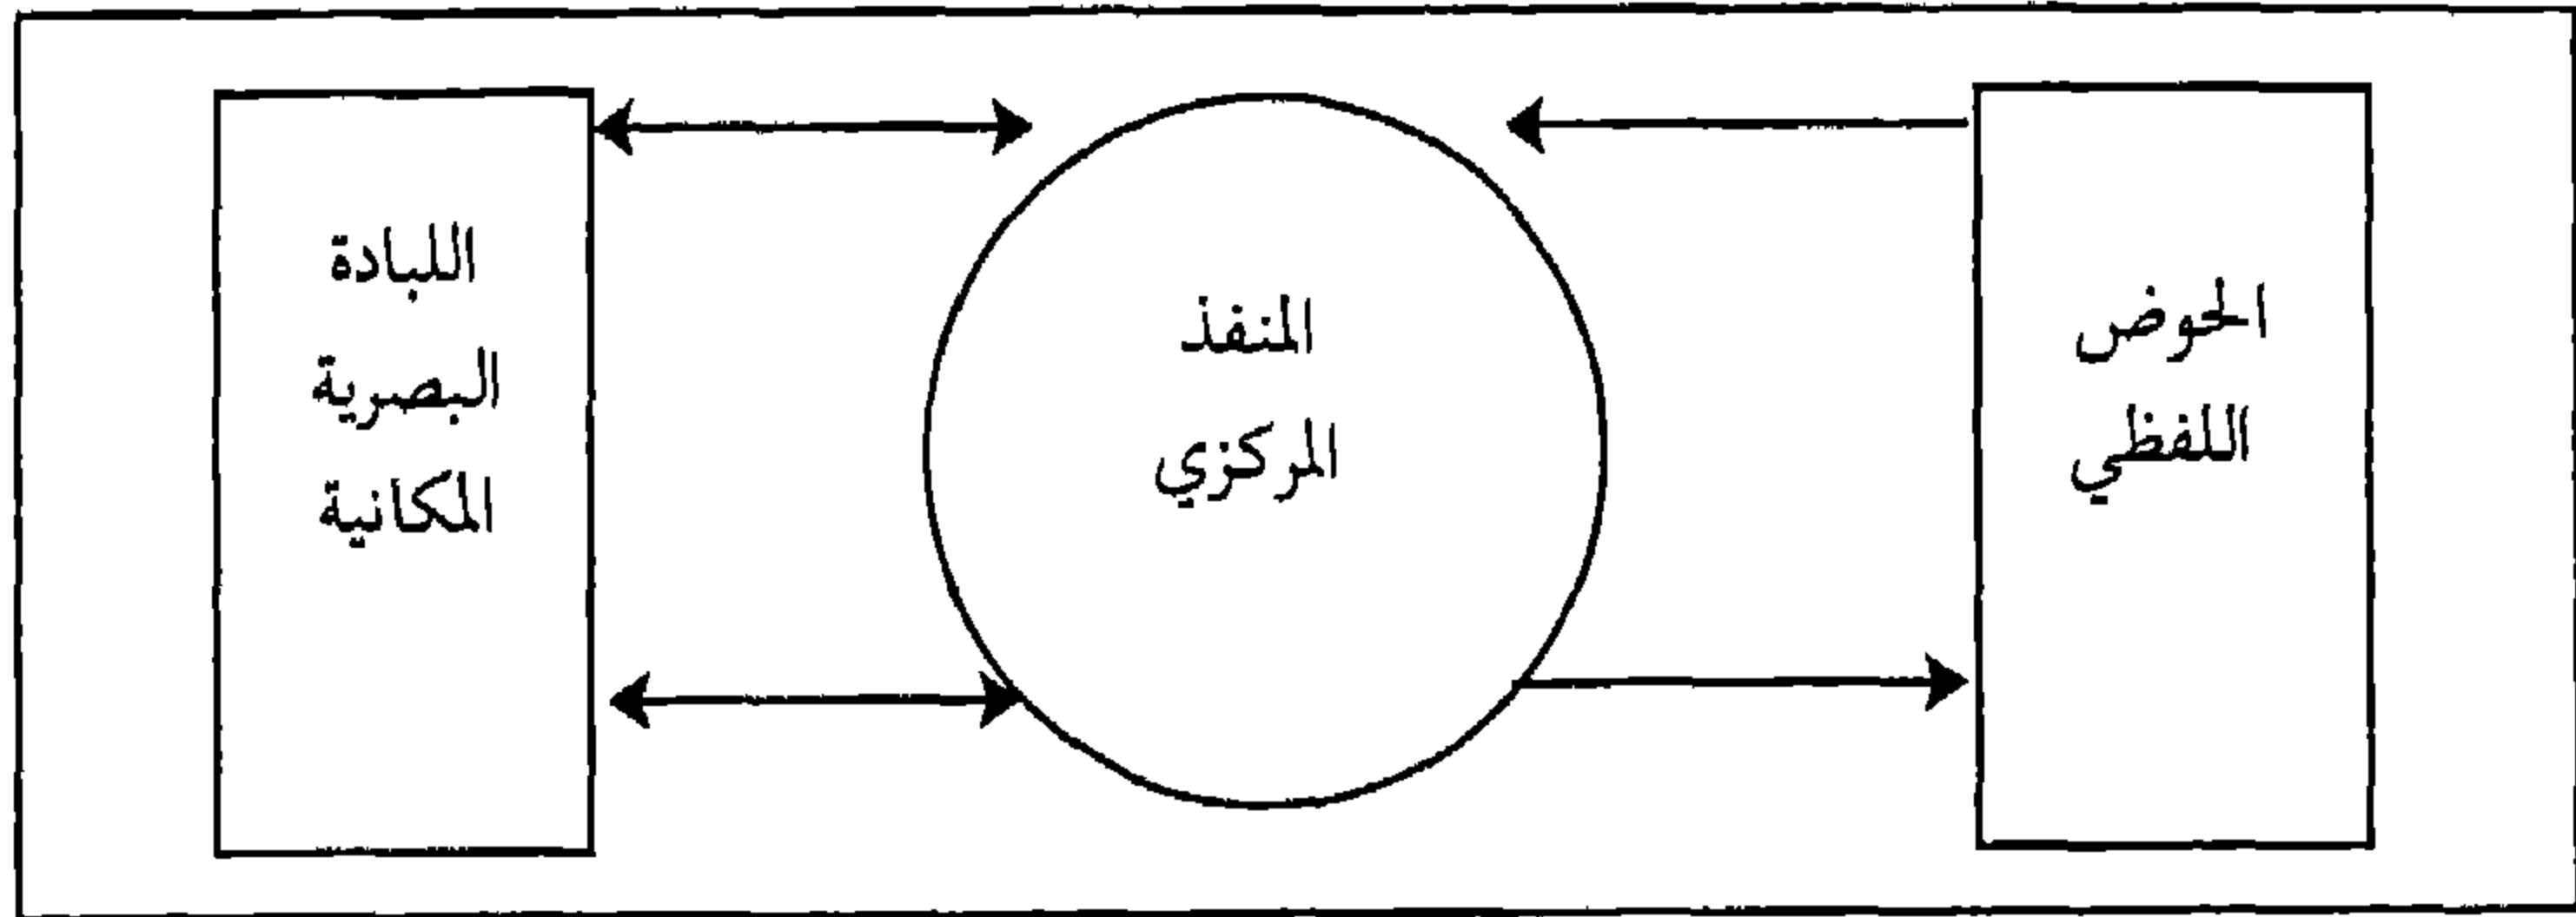 الحوض
اللفظي
المنفذ
المركزي
اللبادة
البصرية
المكانية